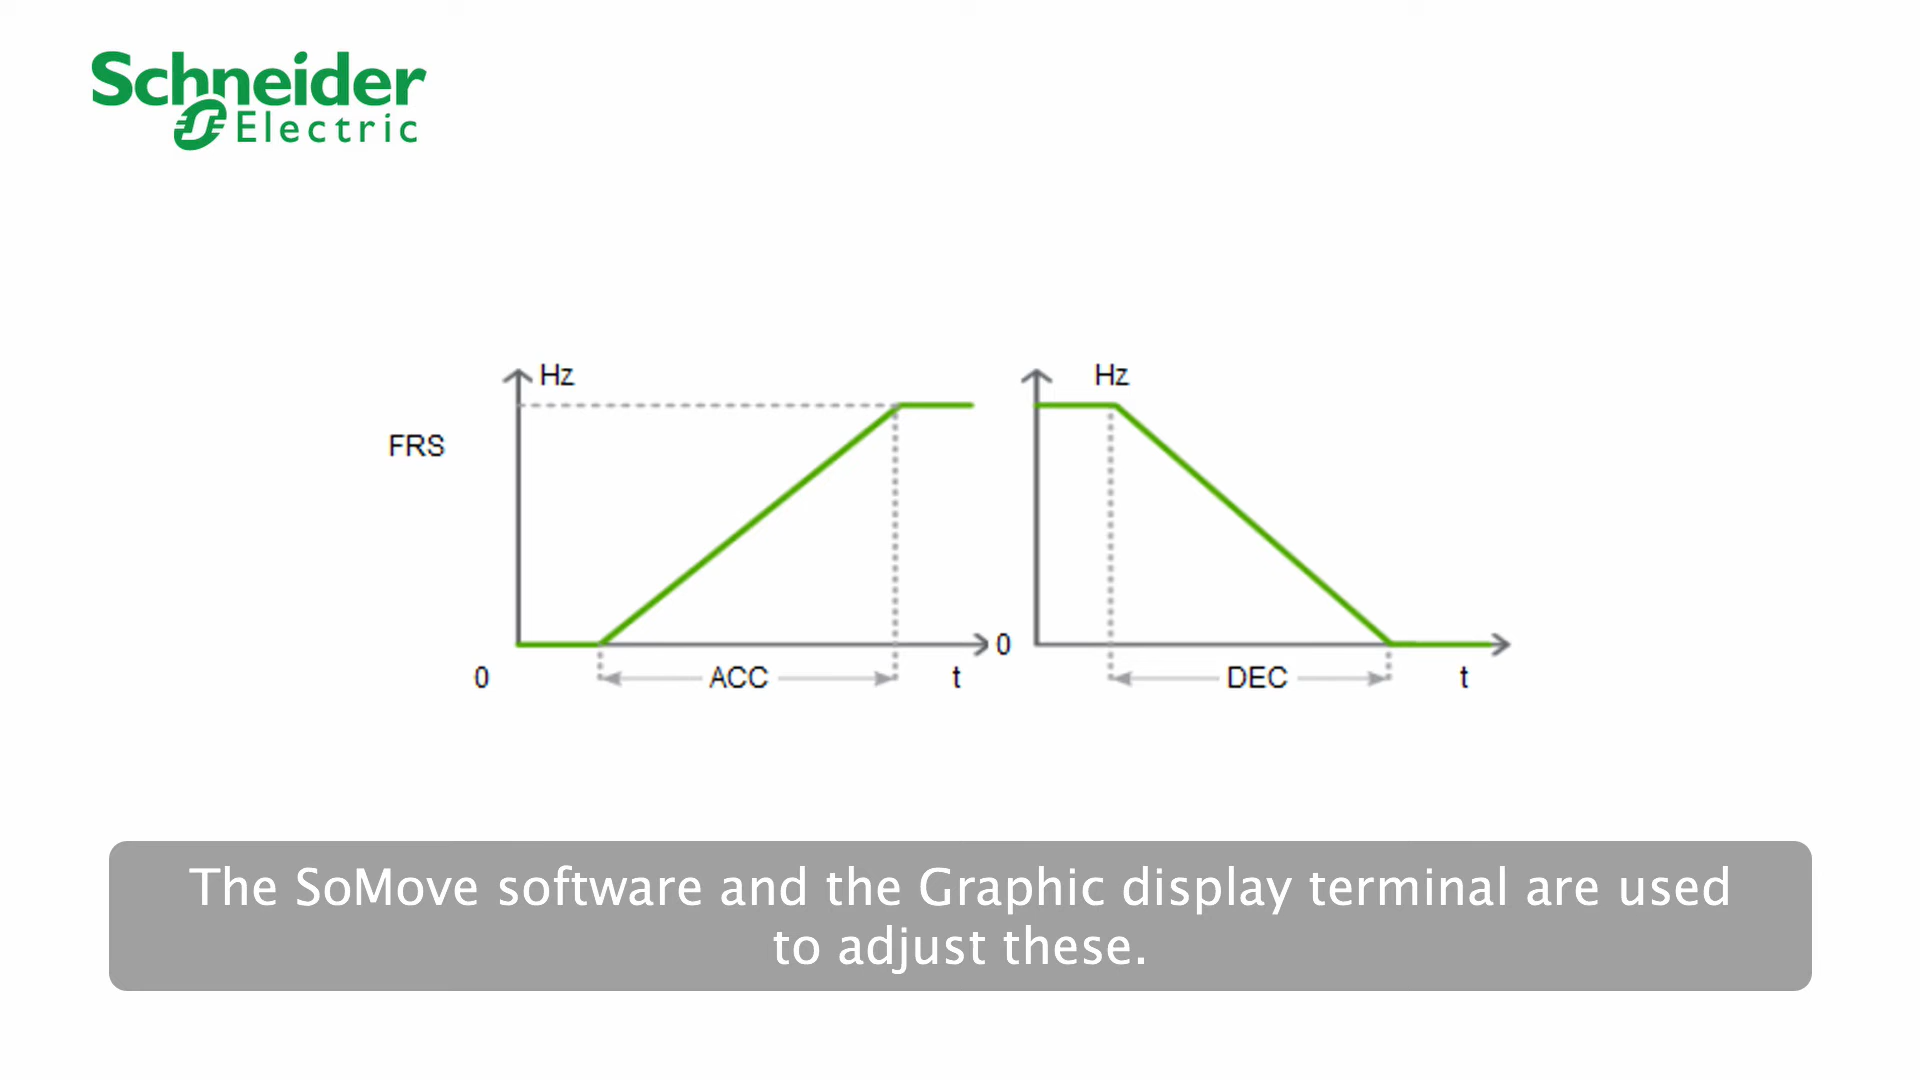 Schneider
Electric
Hz
Hz
FRS
0
0
ACC
t
DEC
t
The SoMove software and the Graphic display terminal are used
to adjust these.